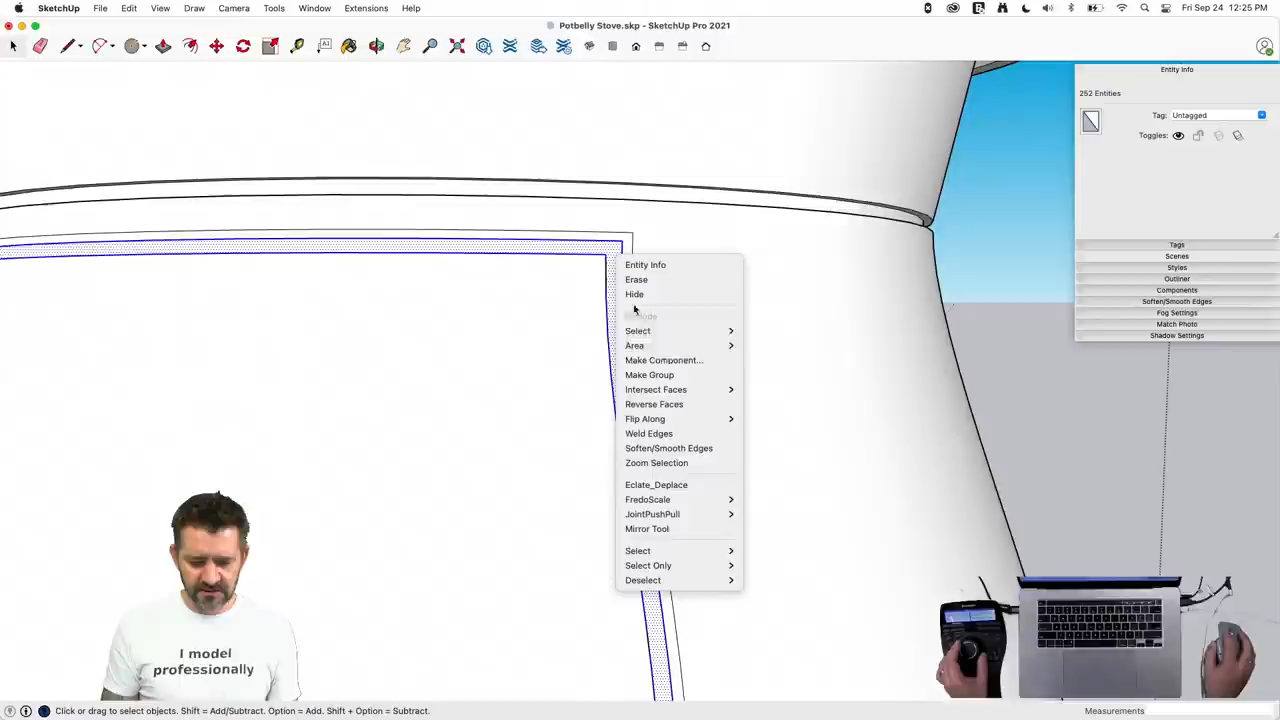 SketchUp File Edit View Draw Camera Tools Window Extensions Help Fri Sep 24 12:25 PM
Potbelly Stove.skp - SketchUp Pro 2021
Entity Info
252 Entities
Tag: Untagged
Toggles:
Tags
Scenes
Styles
Outliner
Components
Soften/Smooth Edges
Fog Settings
Match Photo
Shadow Settings
Entity Info
Erase
Hide
Select
Area
Make Component...
Make Group
Intersect Faces
Reverse Faces
Flip Along
Weld Edges
Soften/Smooth Edges
Zoom Selection
Eclate_Deplace
FredoScale
JointPushPull
Mirror Tool
Select
Select Only
Deselect
I model
professionally
Click or drag to select objects. Shift = Add/Subtract. Option = Add. Shift + Option = Subtract. Measurements